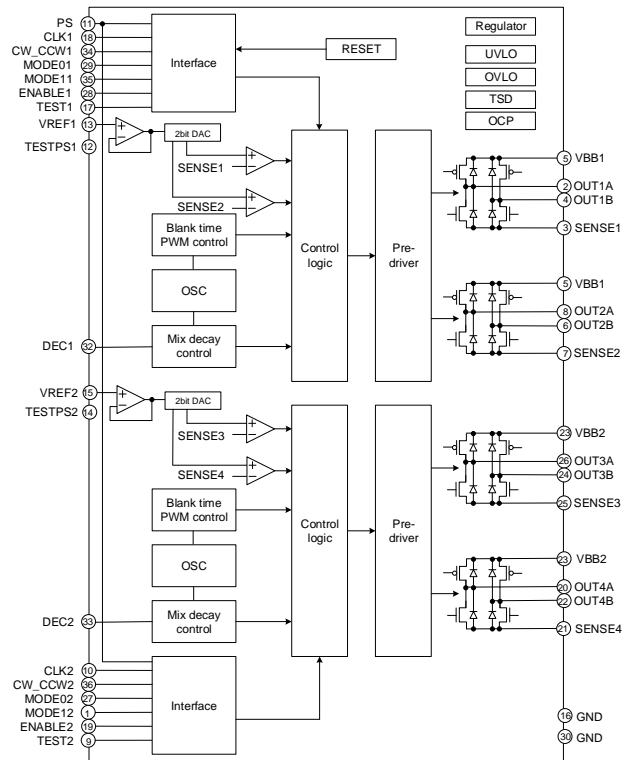 PS 11
CLK1 18
CW_CCW1 34
MODE01 29
MODE11 35
ENABLE1 28
TEST1 17
VREF1 13
TESTPS1 12
Interface
RESET
Regulator
UVLO
OVLO
TSD
OCP
2bit DAC
SENSE1
SENSE2
Blank time
PWM control
OSC
Mix decay
control
DEC1 32
Control
logic
Pre-
driver
5 VBB1
2 OUT1A
4 OUT1B
3 SENSE1
5 VBB1
8 OUT2A
6 OUT2B
7 SENSE2
VREF2 15
TESTPS2 14
2bit DAC
SENSE3
SENSE4
Blank time
PWM control
OSC
Mix decay
control
DEC2 33
Control
logic
Pre-
driver
23 VBB2
26 OUT3A
24 OUT3B
25 SENSE3
23 VBB2
20 OUT4A
22 OUT4B
21 SENSE4
CLK2 10
CW_CCW2 36
MODE02 27
MODE12 1
ENABLE2 19
TEST2 9
Interface
16 GND
30 GND